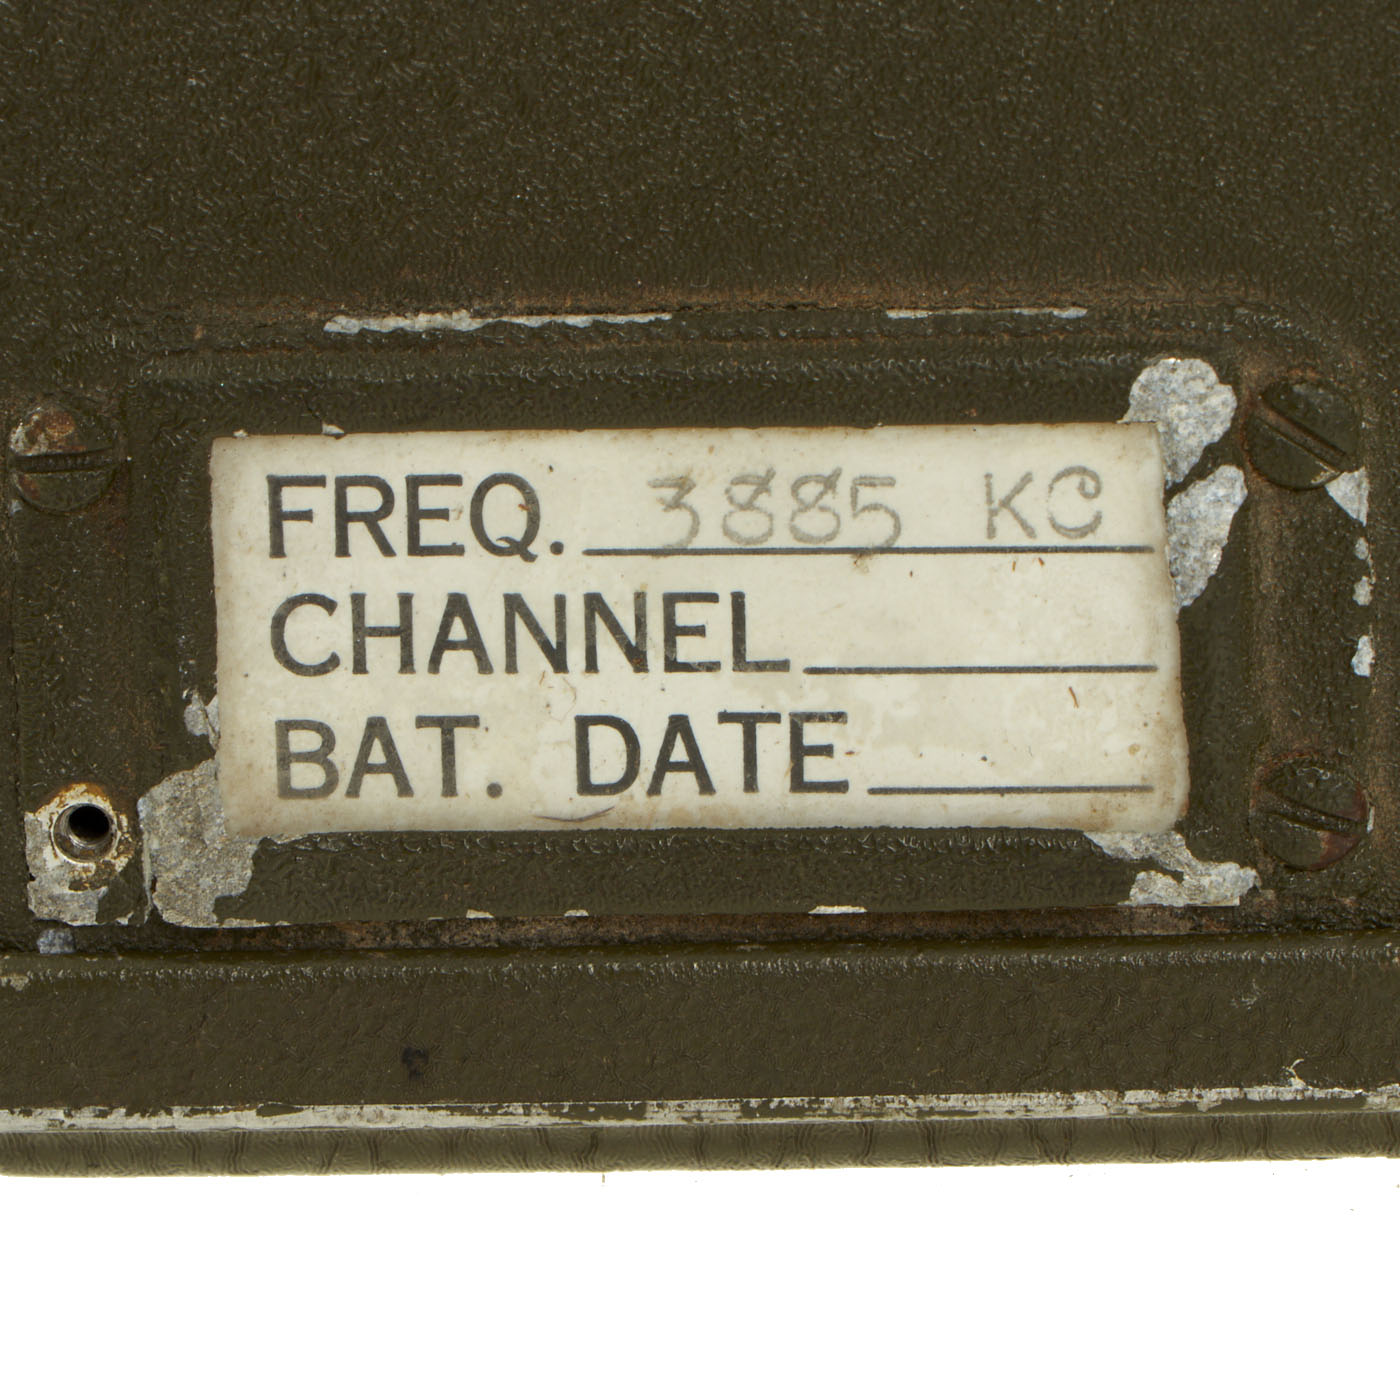 FREQ. 3885 KC
CHANNEL
BAT. DATE